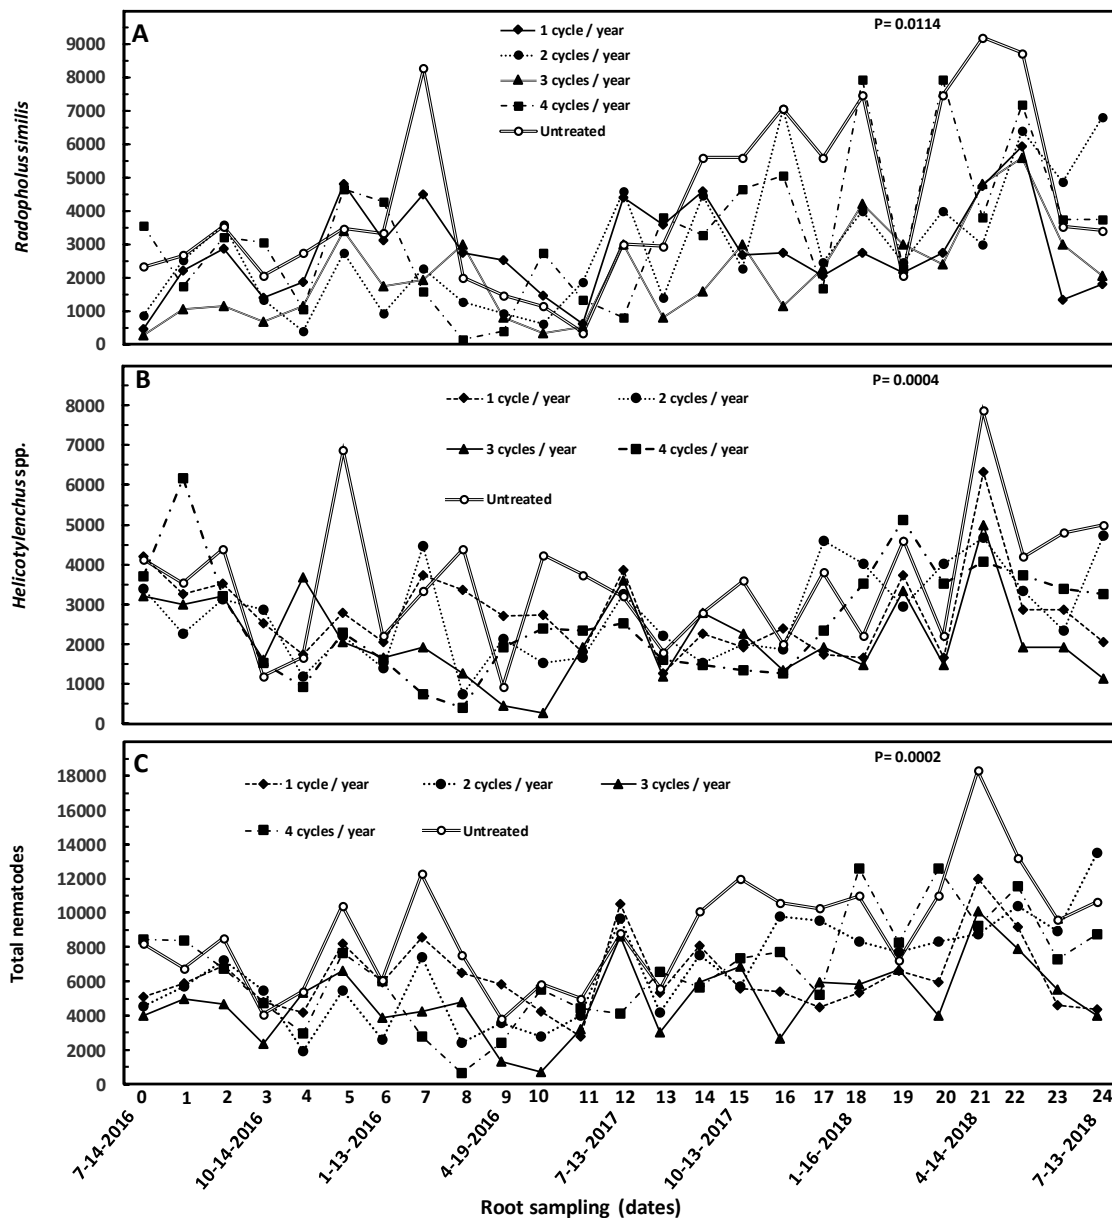 A
P= 0.0114
1 cycle / year
2 cycles / year
3 cycles / year
4 cycles / year
Untreated
9000
8000
7000
6000
5000
4000
3000
2000
1000
0
Radopholus similis
B
P= 0.0004
1 cycle / year 2 cycles / year
3 cycles / year 4 cycles / year
Untreated
8000
7000
6000
5000
4000
3000
2000
1000
0
Helicotylenchus spp.
C
P= 0.0002
1 cycle / year 2 cycles / year 3 cycles / year
4 cycles / year Untreated
18000
16000
14000
12000
10000
8000
6000
4000
2000
0
Total nematodes
0 1 2 3 4 5 6 7 8 9 10 11 12 13 14 15 16 17 18 19 20 21 22 23 24
7-14-2016 10-14-2016 1-13-2016 4-19-2016 7-13-2017 10-13-2017 1-16-2018 4-14-2018 7-13-2018
Root sampling (dates)